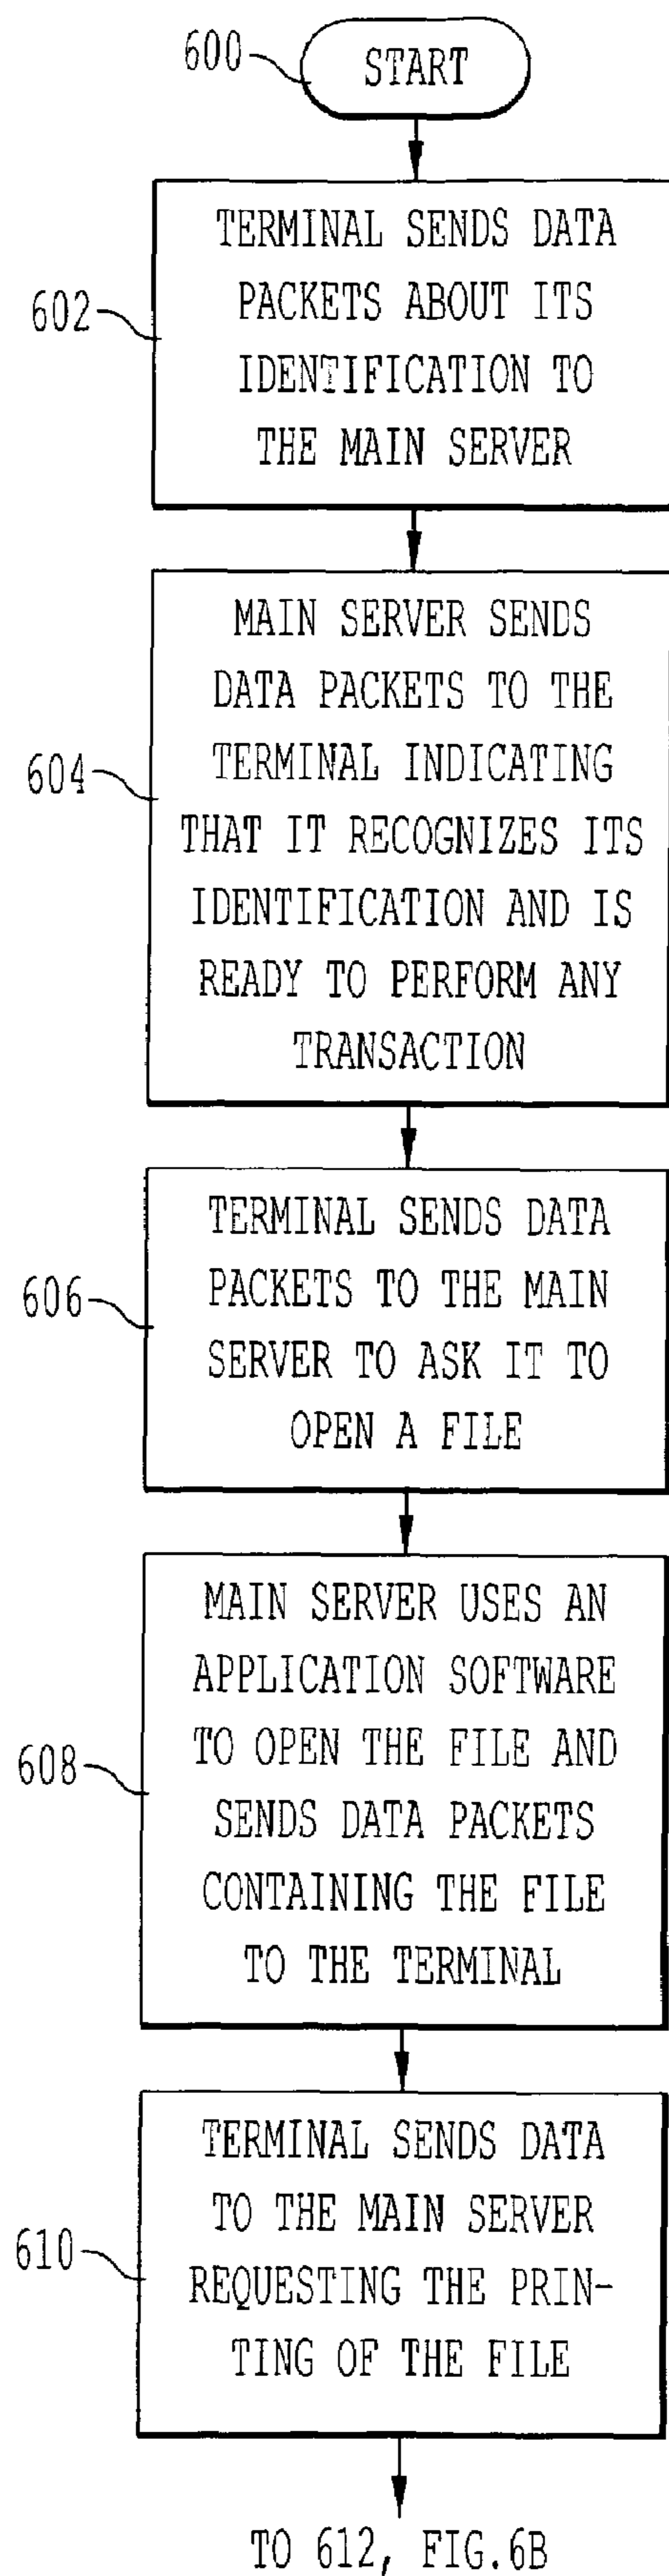 600
START
602
TERMINAL SENDS DATA
PACKETS ABOUT ITS
IDENTIFICATION TO
THE MAIN SERVER
604
MAIN SERVER SENDS
DATA PACKETS TO THE
TERMINAL INDICATING
THAT IT RECOGNIZES ITS
IDENTIFICATION AND IS
READY TO PERFORM ANY
TRANSACTION
606
TERMINAL SENDS DATA
PACKETS TO THE MAIN
SERVER TO ASK IT TO
OPEN A FILE
608
MAIN SERVER USES AN
APPLICATION SOFTWARE
TO OPEN THE FILE AND
SENDS DATA PACKETS
CONTAINING THE FILE
TO THE TERMINAL
610
TERMINAL SENDS DATA
TO THE MAIN SERVER
REQUESTING THE PRIN-
TING OF THE FILE
TO 612, FIG.6B